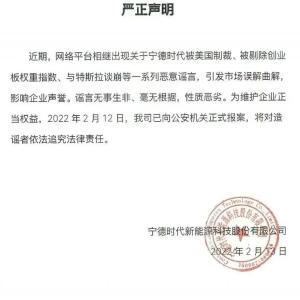 严正声明
近期，网络平台相继出现关于宁德时代被美国制裁、被剔除创业
板权重指数、与特斯拉谈崩等一系列恶意谣言，引发市场误解曲解，
影响企业声誉。谣言无事生非、毫无根据，性质恶劣。为维护企业正
当权益，2022 年 2 月 12 日，我司已向公安机关正式报案，将对造
谣者依法追究法律责任。
宁德时代新能源科技股份有限公司
2022 年 2 月 13 日